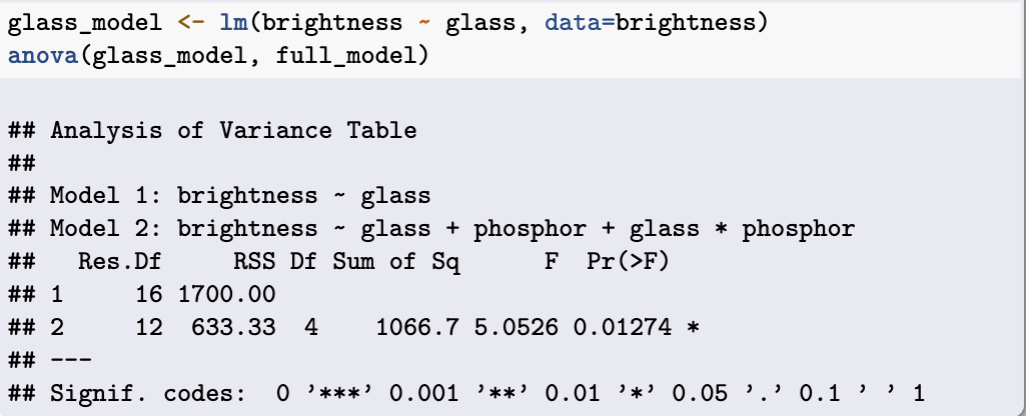 glass_model <- lm(brightness ~ glass, data=brightness)
anova(glass_model, full_model)
## Analysis of Variance Table
##
## Model 1: brightness ~ glass
## Model 2: brightness ~ glass + phosphor + glass * phosphor
##   Res.Df     RSS Df Sum of Sq      F  Pr(>F)
## 1     16 1700.00
## 2     12  633.33  4    1066.7 5.0526 0.01274 *
## ---
## Signif. codes:  0 '***' 0.001 '**' 0.01 '*' 0.05 '.' 0.1 ' ' 1